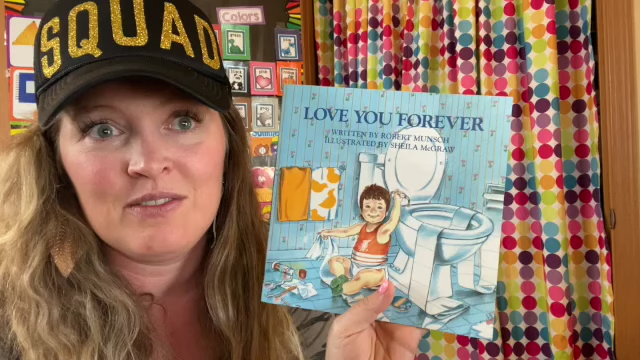 SQUAD
Colors
LOVE YOU FOREVER
WRITTEN BY ROBERT MUNSCH
ILLUSTRATED BY SHEILA McGRAW